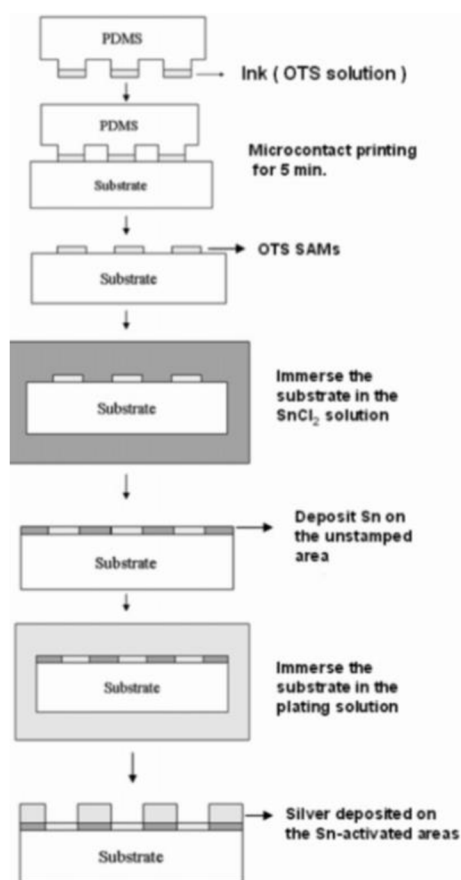 PDMS
Ink ( OTS solution )
PDMS
Substrate
Microcontact printing
for 5 min.
OTS SAMs
Substrate
Immerse the
substrate in the
SnCl₂ solution
Substrate
Deposit Sn on
the unstamped
area
Substrate
Immerse the
substrate in the
plating solution
Substrate
Silver deposited on
the Sn-activated areas
Substrate